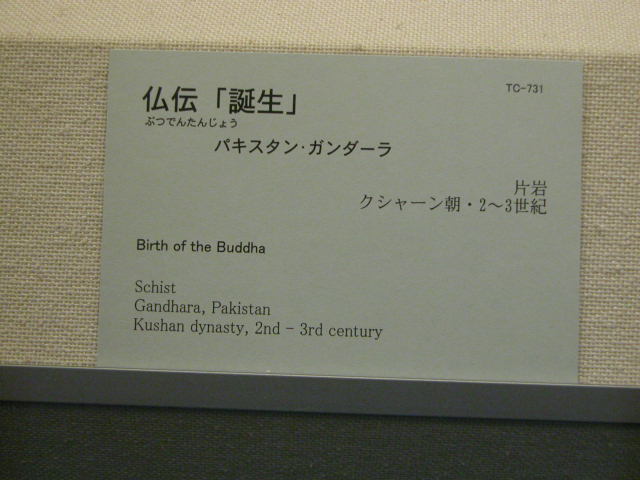 TC-731
仏伝「誕生」
ぶつでんたんじょう
パキスタン・ガンダーラ
片岩
クシャーン朝・2～3世紀
Birth of the Buddha
Schist
Gandhara, Pakistan
Kushan dynasty, 2nd - 3rd century